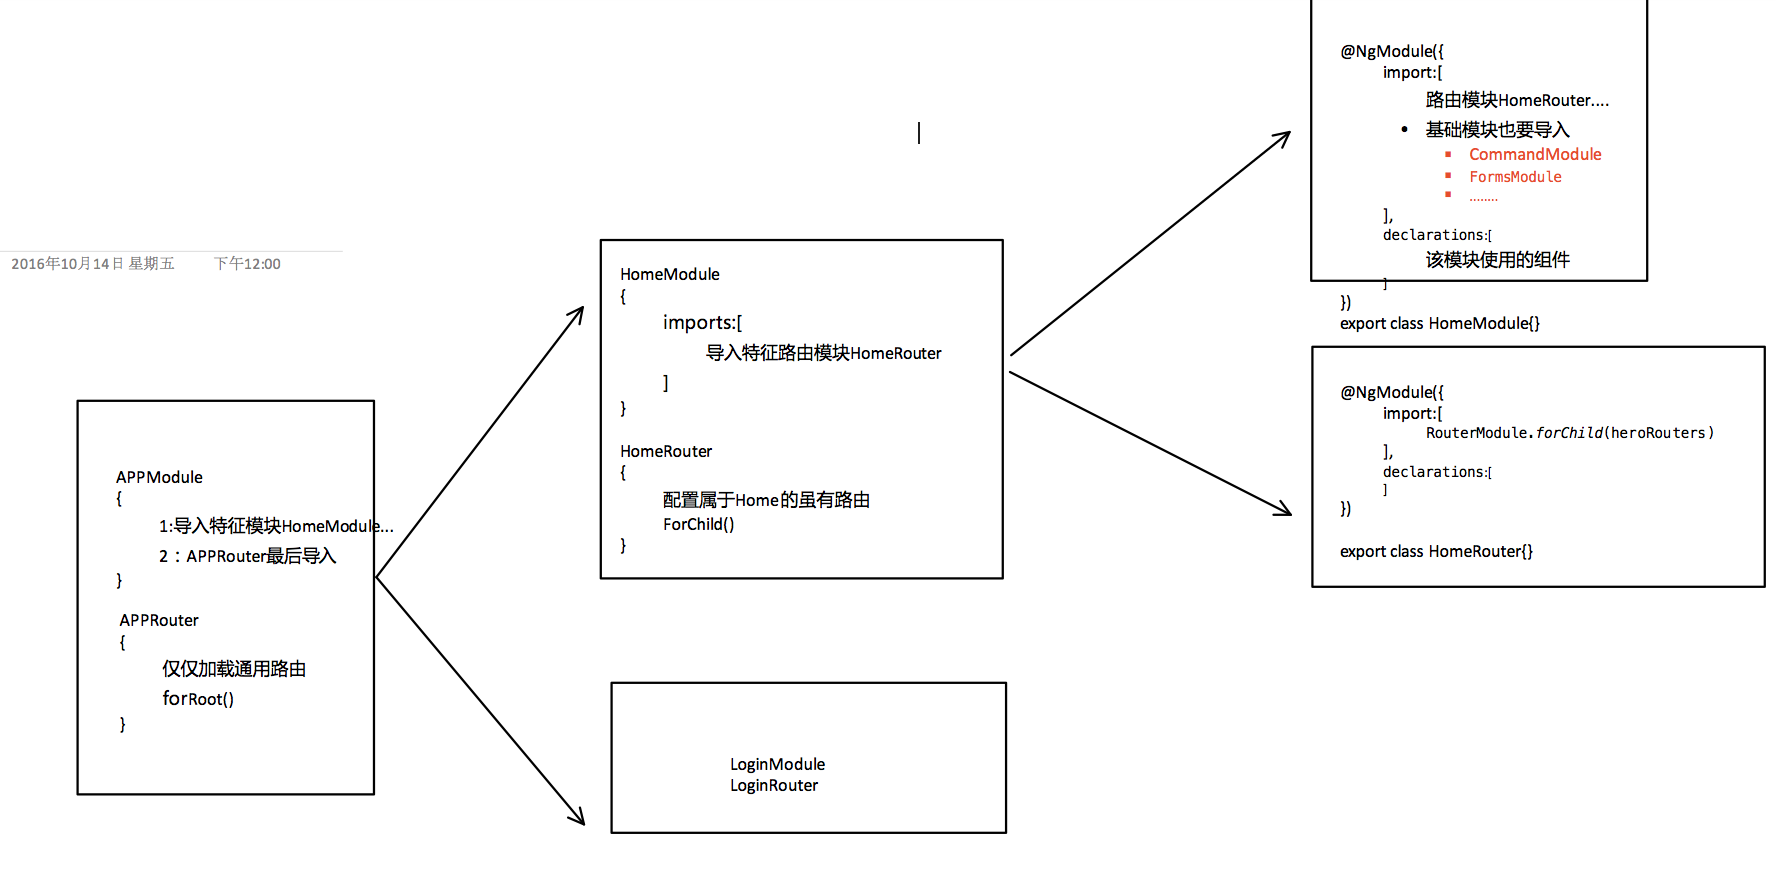 2016年10月14日 星期五 下午12:00
APPModule
{
1:导入特征模块HomeModule...
2：APPRouter最后导入
}
APPRouter
{
仅仅加载通用路由
forRoot()
}
HomeModule
{
imports:[
导入特征路由模块HomeRouter
]
}
HomeRouter
{
配置属于Home的虽有路由
ForChild()
}
LoginModule
LoginRouter
@NgModule({
import:[
路由模块HomeRouter....
• 基础模块也要导入
▪ CommandModule
▪ FormsModule
▪ ........
],
declarations:[
该模块使用的组件
]
})
export class HomeModule{}
@NgModule({
import:[
RouterModule.forChild(heroRouters)
],
declarations:[
]
})
export class HomeRouter{}